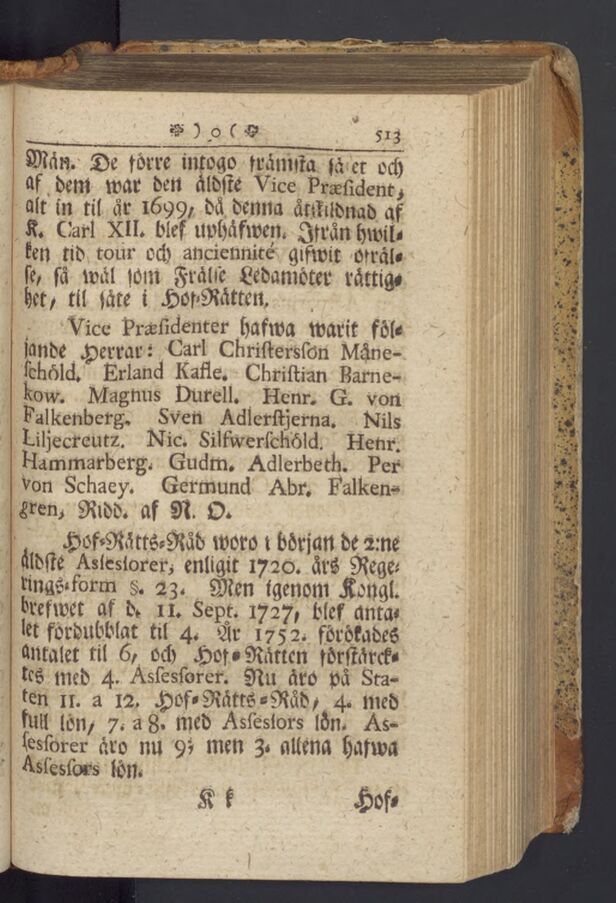 ❉ ) o ( ❉ 513
Män. De förre intogo främsta sätet och
af dem war den äldste Vice Præsident,
alt in til år 1699, då denna åtskildnad af
K. Carl XII. blef uphäfwen. Ifrån hwil-
ken tid tour och anciennité gifwit ofräl-
se, så wäl som Frälse Ledamöter rättig-
het, til säte i Hof-Rätten.
Vice Præsidenter hafwa warit föl-
jande Herrar: Carl Christersson Måne-
schöld. Erland Kafle. Christian Barne-
kow. Magnus Durell. Henr. G. von
Falkenberg. Sven Adlerstjerna. Nils
Liljecreutz. Nic. Silfwerschöld. Henr.
Hammarberg. Gudm. Adlerbeth. Per
von Schaey. Germund Abr. Falken-
gren, Ridd. af N. O.
Hof-Rätts-Råd woro i början de 2:ne
äldste Assessorer, enligit 1720. års Rege-
rings-form §. 23. Men igenom Kongl.
brefwet af d. 11. Sept. 1727, blef anta-
let fördubblat til 4. År 1752. förökades
antalet til 6, och Hof-Rätten förstärck-
tes med 4. Assessorer. Nu äro på Sta-
ten 11. a 12. Hof-Rätts-Råd, 4. med
full lön, 7. a 8. med Assessors lön. As-
sessorer äro nu 9; men 3. allena hafwa
Assessors lön.
K k Hof-